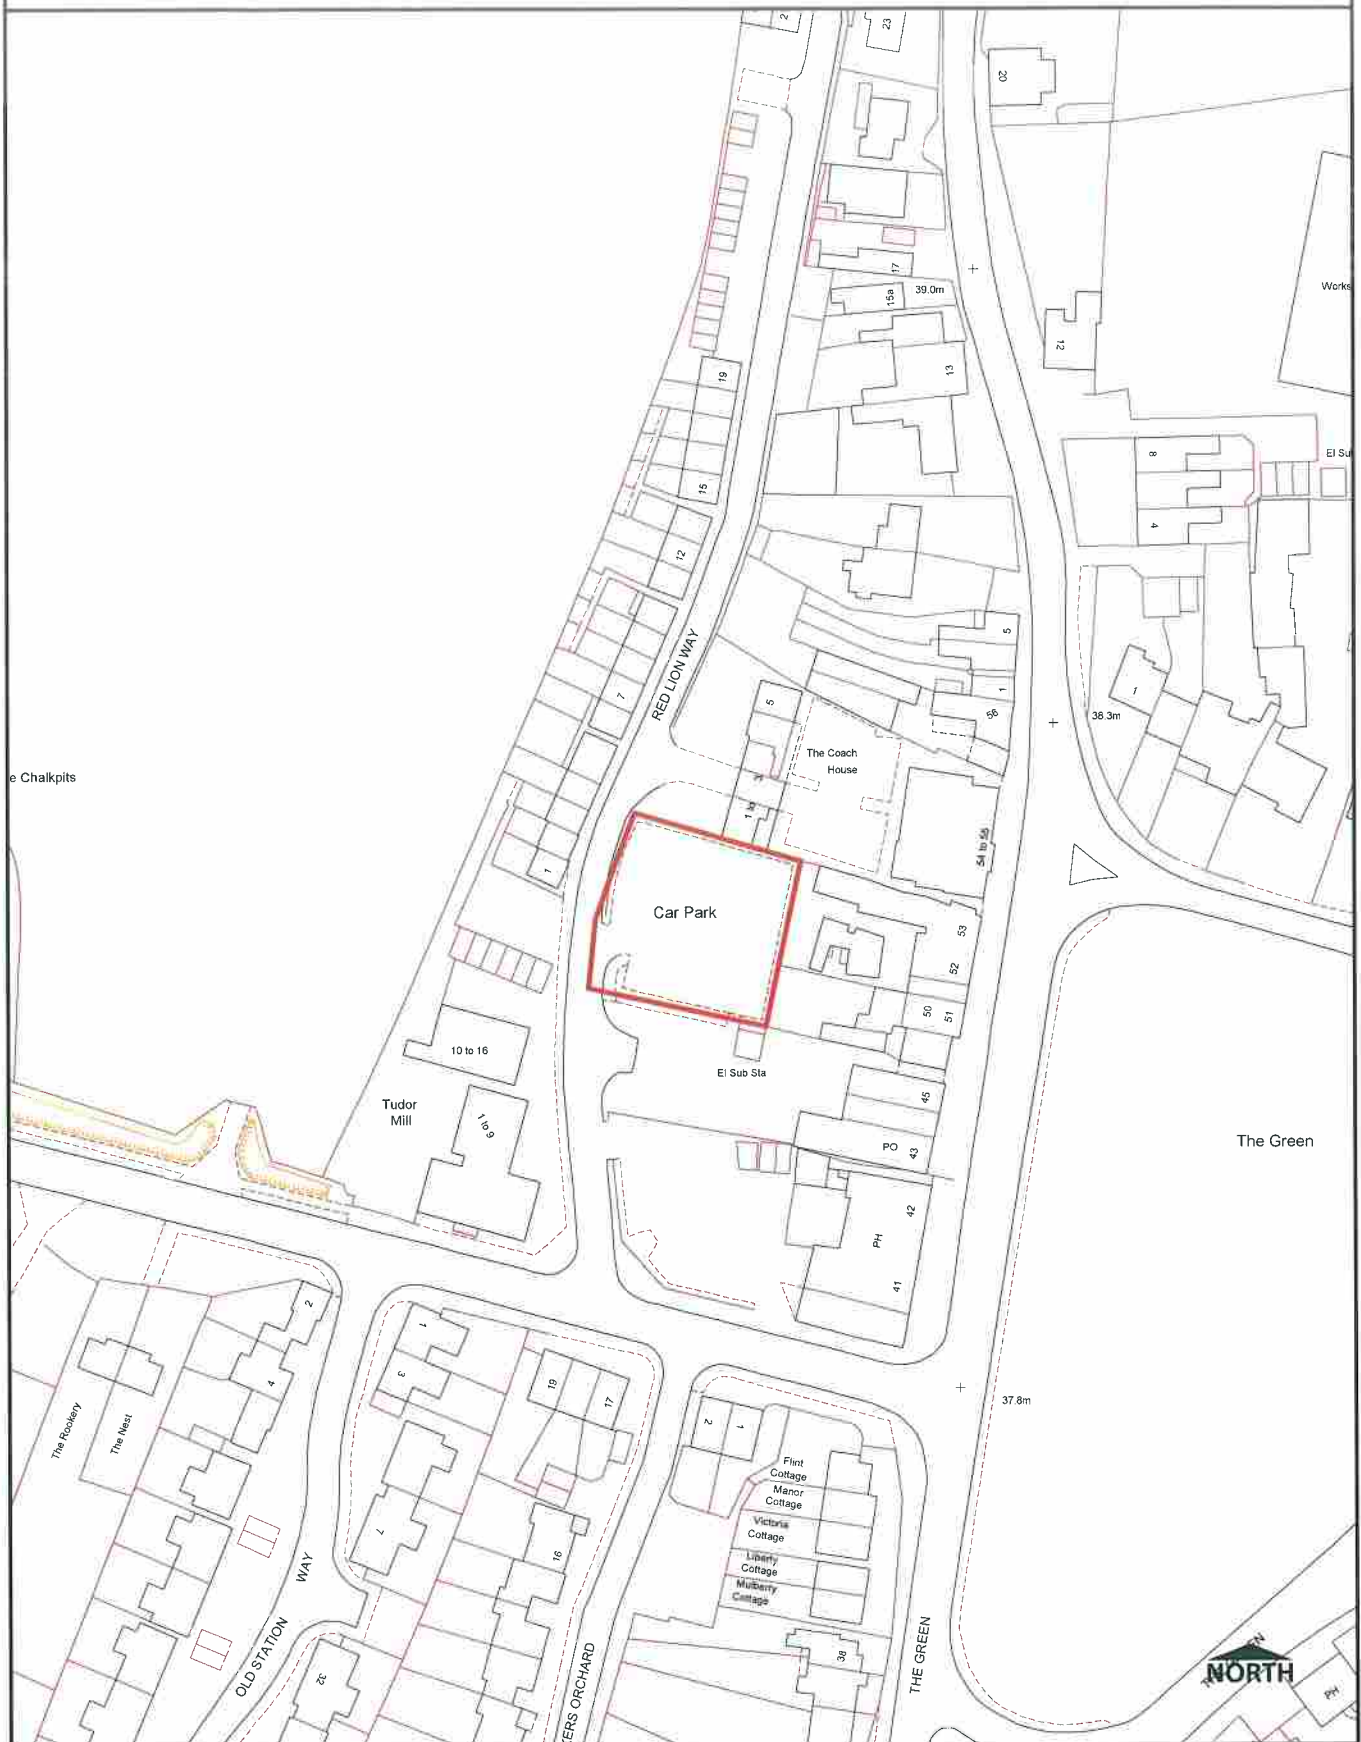 2
23
20
17
15a
39.0m
Works
12
13
19
8
El Su
15
4
12
5
RED LION WAY
7
5
1
56
1
38.3m
The Coach
House
e Chalkpits
1 to
54 to 55
1
Car Park
53
52
50
51
10 to 16
El Sub Sta
Tudor
Mill
1 to 9
45
PO
43
The Green
42
PH
41
2
1
4
3
19
17
37.8m
The Rookery
The Nest
2
1
Flint
Cottage
Manor
Cottage
Victoria
Cottage
Liberty
Cottage
Mulberry
Cottage
7
16
OLD STATION WAY
32
KERS ORCHARD
38
THE GREEN
NORTH
PH